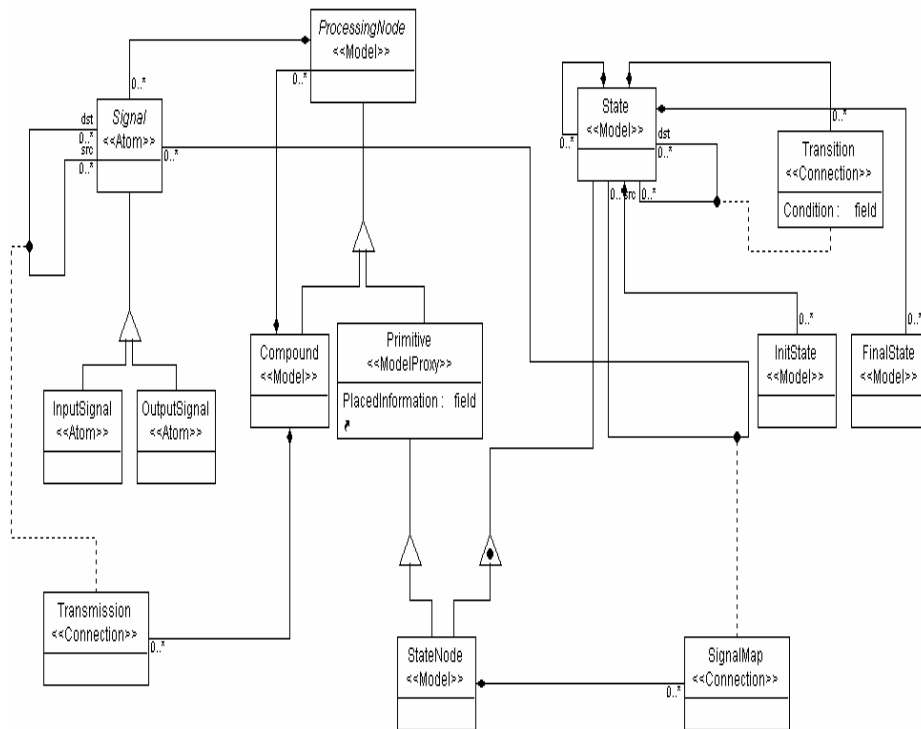 ProcessingNode
<<Model>>
0..*
0..*
Signal
<<Atom>>
dst
0..*
src
0..*
0..*
State
<<Model>>
0..*
dst
0..*
0..*
src
0..*
0..*
0..*
Transition
<<Connection>>
Condition : field
Compound
<<Model>>
Primitive
<<ModelProxy>>
PlacedInformation : field
0..*
InitState
<<Model>>
0..*
FinalState
<<Model>>
InputSignal
<<Atom>>
OutputSignal
<<Atom>>
Transmission
<<Connection>>
0..*
StateNode
<<Model>>
0..*
SignalMap
<<Connection>>